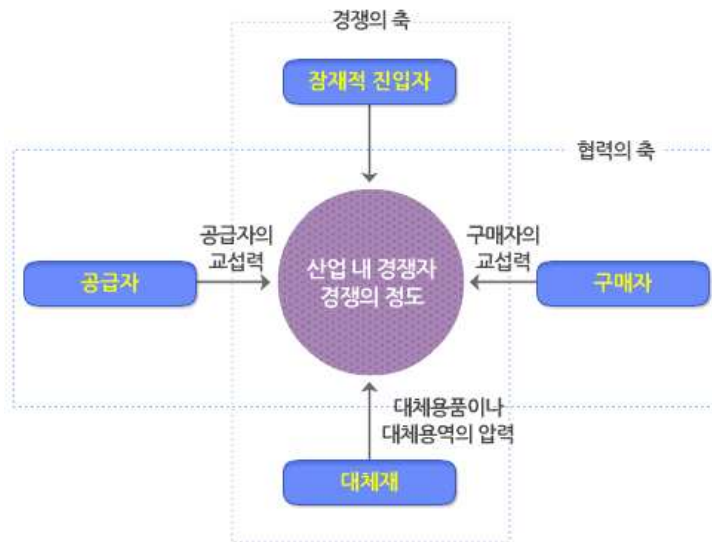 경쟁의 축
잠재적 진입자
협력의 축
공급자의
교섭력
구매자의
교섭력
공급자
산업 내 경쟁자
경쟁의 정도
구매자
대체용품이나
대체용역의 압력
대체재